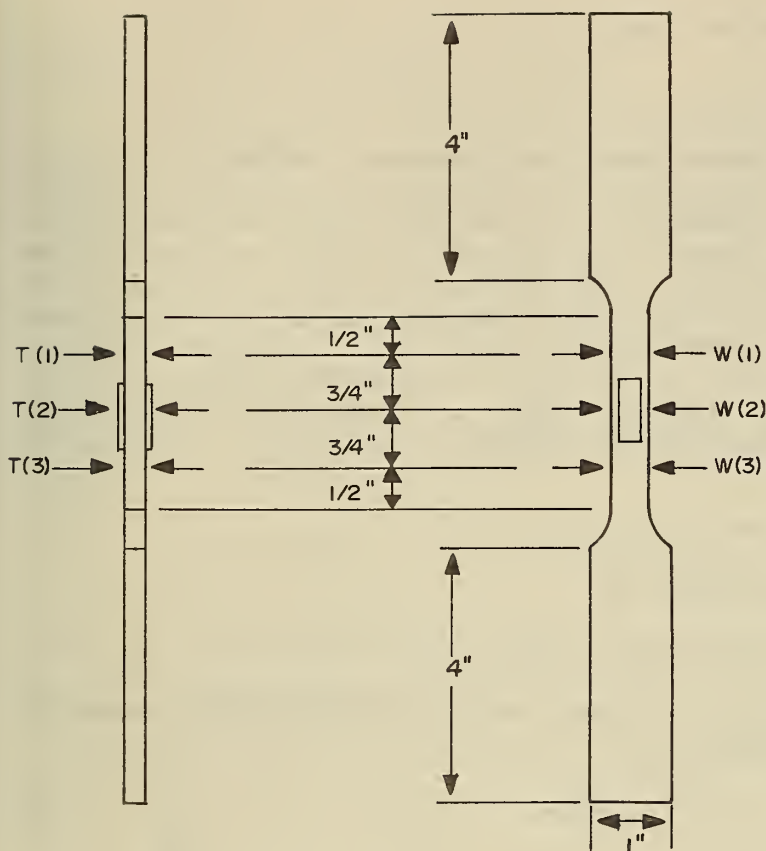 4"
1/2"
T(1) W(1)
3/4"
T(2) W(2)
3/4"
T(3) W(3)
1/2"
4"
1"